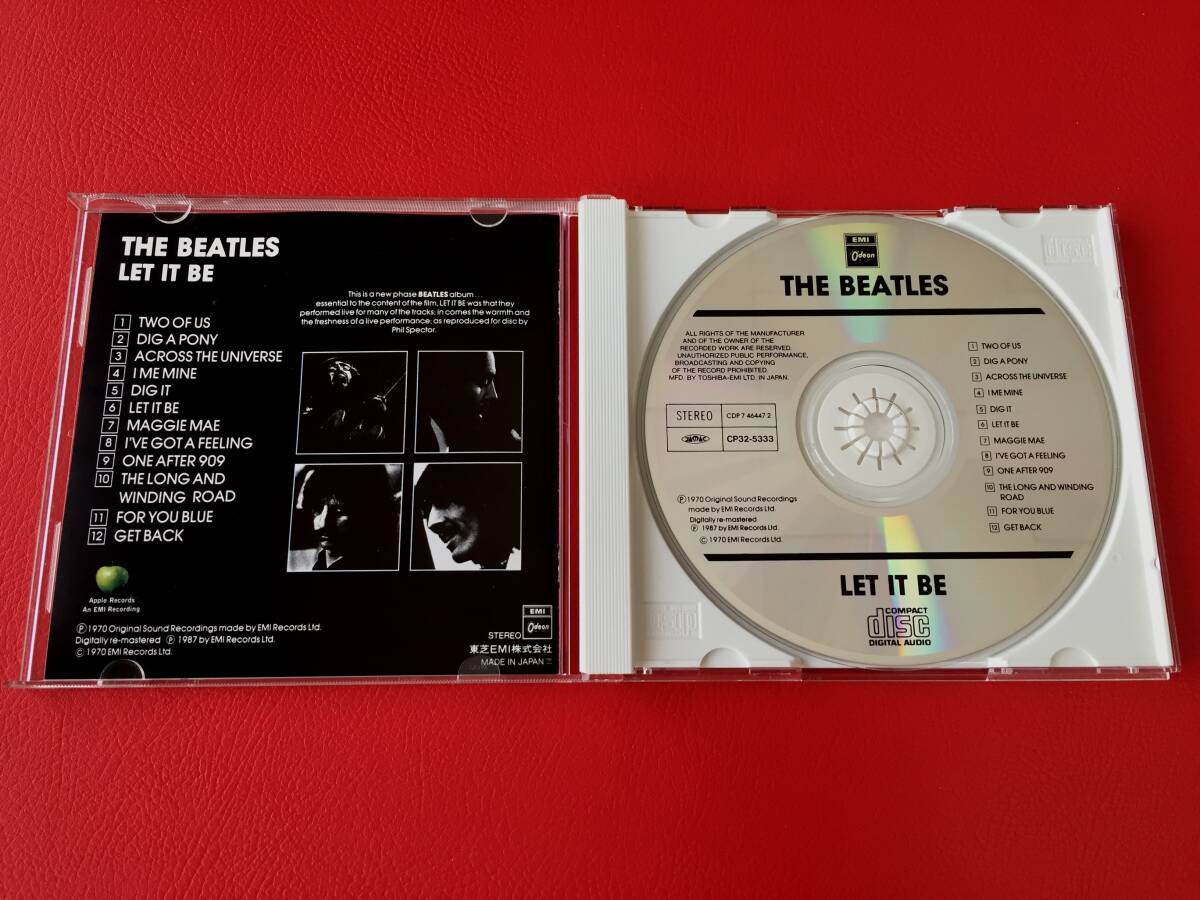 THE BEATLES
LET IT BE
This is a new phase BEATLES album...
essential to the content of the film, LET IT BE was that they
performed live for many of the tracks; in comes the warmth and
the freshness of a live performance; as reproduced for disc by
Phil Spector.
1 TWO OF US
2 DIG A PONY
3 ACROSS THE UNIVERSE
4 I ME MINE
5 DIG IT
6 LET IT BE
7 MAGGIE MAE
8 I'VE GOT A FEELING
9 ONE AFTER 909
10 THE LONG AND
WINDING ROAD
11 FOR YOU BLUE
12 GET BACK
Apple Records
An EMI Recording
Ⓟ 1970 Original Sound Recordings made by EMI Records Ltd.
Digitally re-mastered Ⓟ 1987 by EMI Records Ltd.
© 1970 EMI Records Ltd.
EMI
Odeon
STEREO
東芝EMI株式会社
MADE IN JAPAN
EMI
Odeon
THE BEATLES
ALL RIGHTS OF THE MANUFACTURER
AND OF THE OWNER OF THE
RECORDED WORK ARE RESERVED.
UNAUTHORIZED PUBLIC PERFORMANCE,
BROADCASTING AND COPYING
OF THE RECORD PROHIBITED.
MFD. BY TOSHIBA-EMI LTD. IN JAPAN.
STEREO CDP 7 46447 2
JASRAC CP32-5333
Ⓟ 1970 Original Sound Recordings
made by EMI Records Ltd.
Digitally re-mastered
Ⓟ 1987 by EMI Records Ltd.
© 1970 EMI Records Ltd.
1 TWO OF US
2 DIG A PONY
3 ACROSS THE UNIVERSE
4 I ME MINE
5 DIG IT
6 LET IT BE
7 MAGGIE MAE
8 I'VE GOT A FEELING
9 ONE AFTER 909
10 THE LONG AND WINDING
ROAD
11 FOR YOU BLUE
12 GET BACK
LET IT BE
COMPACT
disc
DIGITAL AUDIO
disc
disc